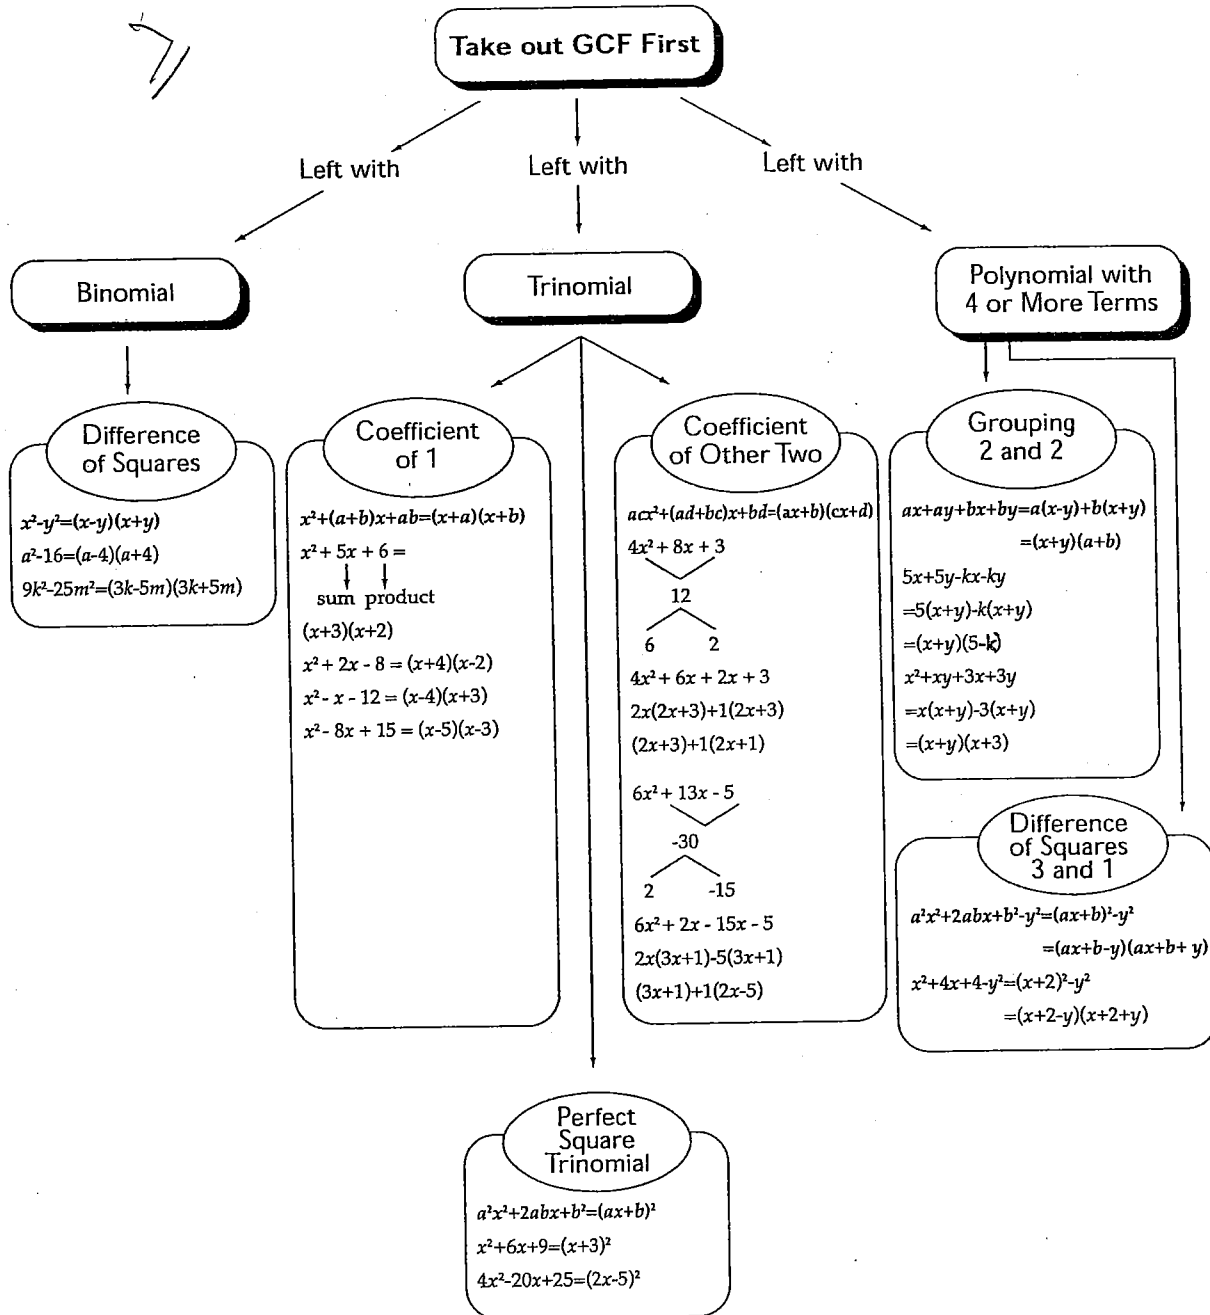 Take out GCF First
Left with
Left with
Left with
Binomial
Trinomial
Polynomial with
4 or More Terms
Difference
of Squares
x²-y²=(x-y)(x+y)
a²-16=(a-4)(a+4)
9k²-25m²=(3k-5m)(3k+5m)
Coefficient
of 1
x²+(a+b)x+ab=(x+a)(x+b)
x² + 5x + 6 =
sum product
(x+3)(x+2)
x² + 2x - 8 = (x+4)(x-2)
x² - x - 12 = (x-4)(x+3)
x² - 8x + 15 = (x-5)(x-3)
Coefficient
of Other Two
acx²+(ad+bc)x+bd=(ax+b)(cx+d)
4x² + 8x + 3
12
6 2
4x² + 6x + 2x + 3
2x(2x+3)+1(2x+3)
(2x+3)+1(2x+1)
6x² + 13x - 5
-30
2 -15
6x² + 2x - 15x - 5
2x(3x+1)-5(3x+1)
(3x+1)+1(2x-5)
Grouping
2 and 2
ax+ay+bx+by=a(x-y)+b(x+y)
=(x+y)(a+b)
5x+5y-kx-ky
=5(x+y)-k(x+y)
=(x+y)(5-k)
x²+xy+3x+3y
=x(x+y)-3(x+y)
=(x+y)(x+3)
Difference
of Squares
3 and 1
a²x²+2abx+b²-y²=(ax+b)²-y²
=(ax+b-y)(ax+b+ y)
x²+4x+4-y²=(x+2)²-y²
=(x+2-y)(x+2+y)
Perfect
Square
Trinomial
a²x²+2abx+b²=(ax+b)²
x²+6x+9=(x+3)²
4x²-20x+25=(2x-5)²